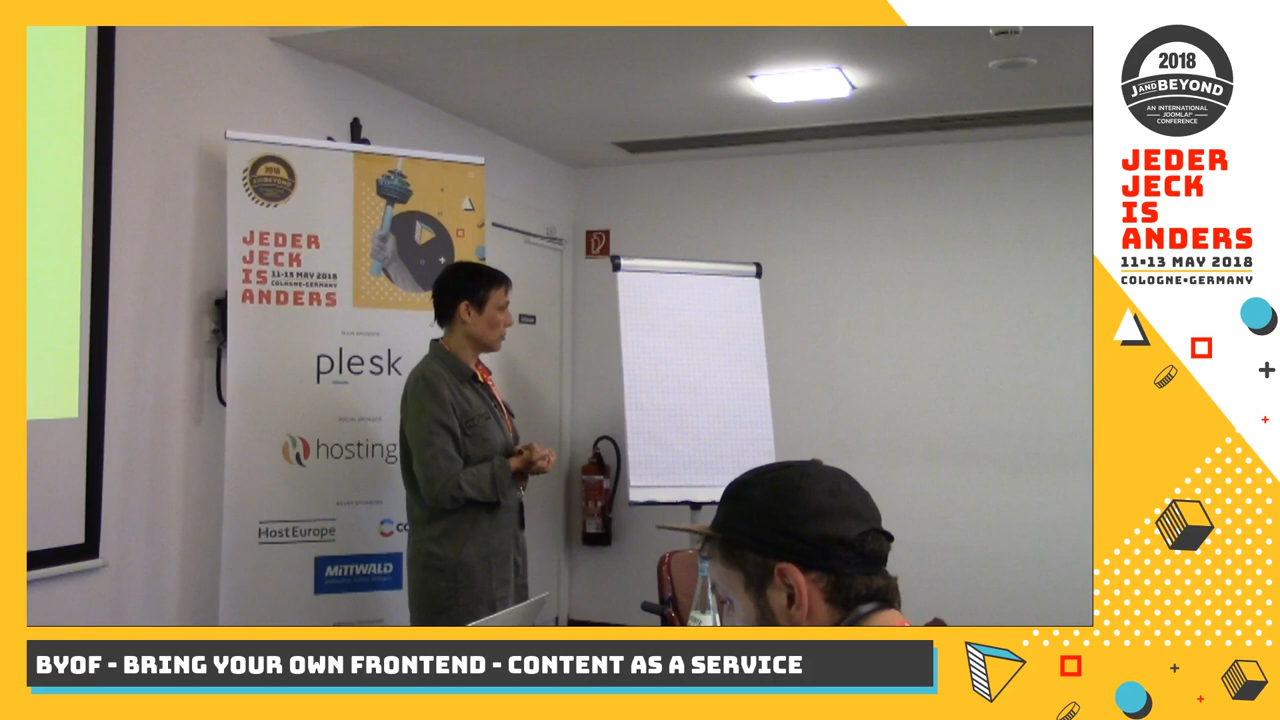 2018
J AND BEYOND
AN INTERNATIONAL
JOOMLA!®
CONFERENCE
JEDER
JECK
IS
ANDERS
11-13 MAY 2018
COLOGNE-GERMANY
2018
JEDER
JECK
IS 11-13 MAY 2018
COLOGNE-GERMANY
ANDERS
plesk
hosting
HostEurope
MITTWALD
BYOF - BRING YOUR OWN FRONTEND - CONTENT AS A SERVICE